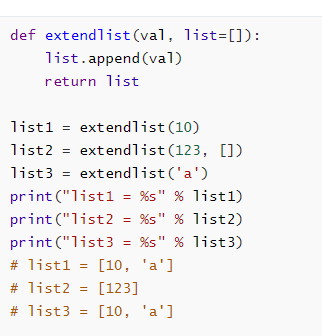 def extendlist(val, list=[]):
    list.append(val)
    return list

list1 = extendlist(10)
list2 = extendlist(123, [])
list3 = extendlist('a')
print("list1 = %s" % list1)
print("list2 = %s" % list2)
print("list3 = %s" % list3)
# list1 = [10, 'a']
# list2 = [123]
# list3 = [10, 'a']